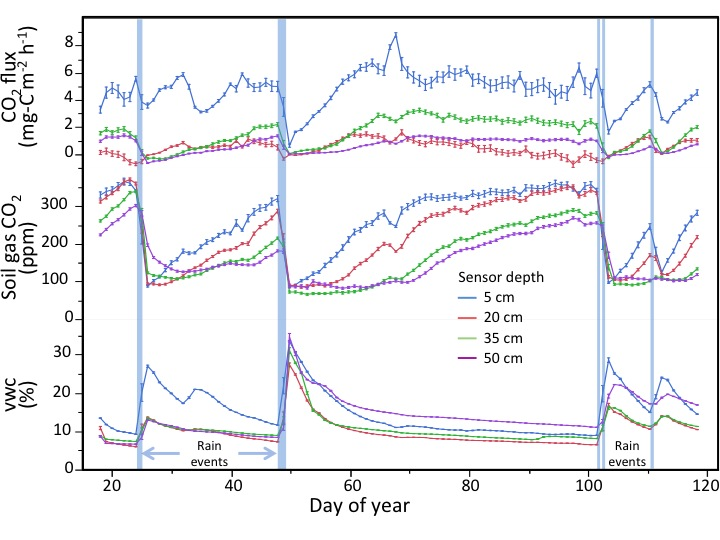 CO2 flux
(mg-C m-2 h-1)
8
6
4
2
0
Soil gas CO2
(ppm)
300
200
100
0
Sensor depth
5 cm
20 cm
35 cm
50 cm
vwc
(%)
30
20
10
0
Rain
events
Rain
events
20
40
60
80
100
120
Day of year